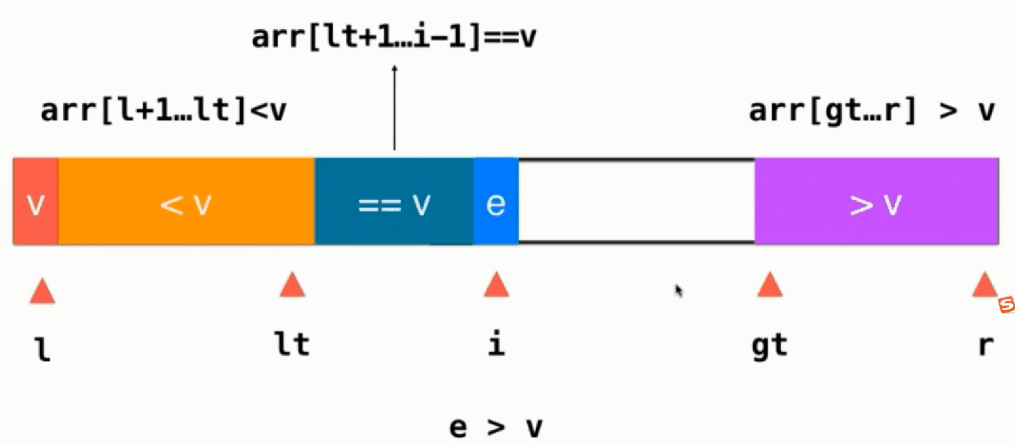 arr[lt+1…i-1]==v
arr[l+1…lt]<v
arr[gt…r] > v
v
< v
== v
e
> v
l
lt
i
gt
r
S
e > v